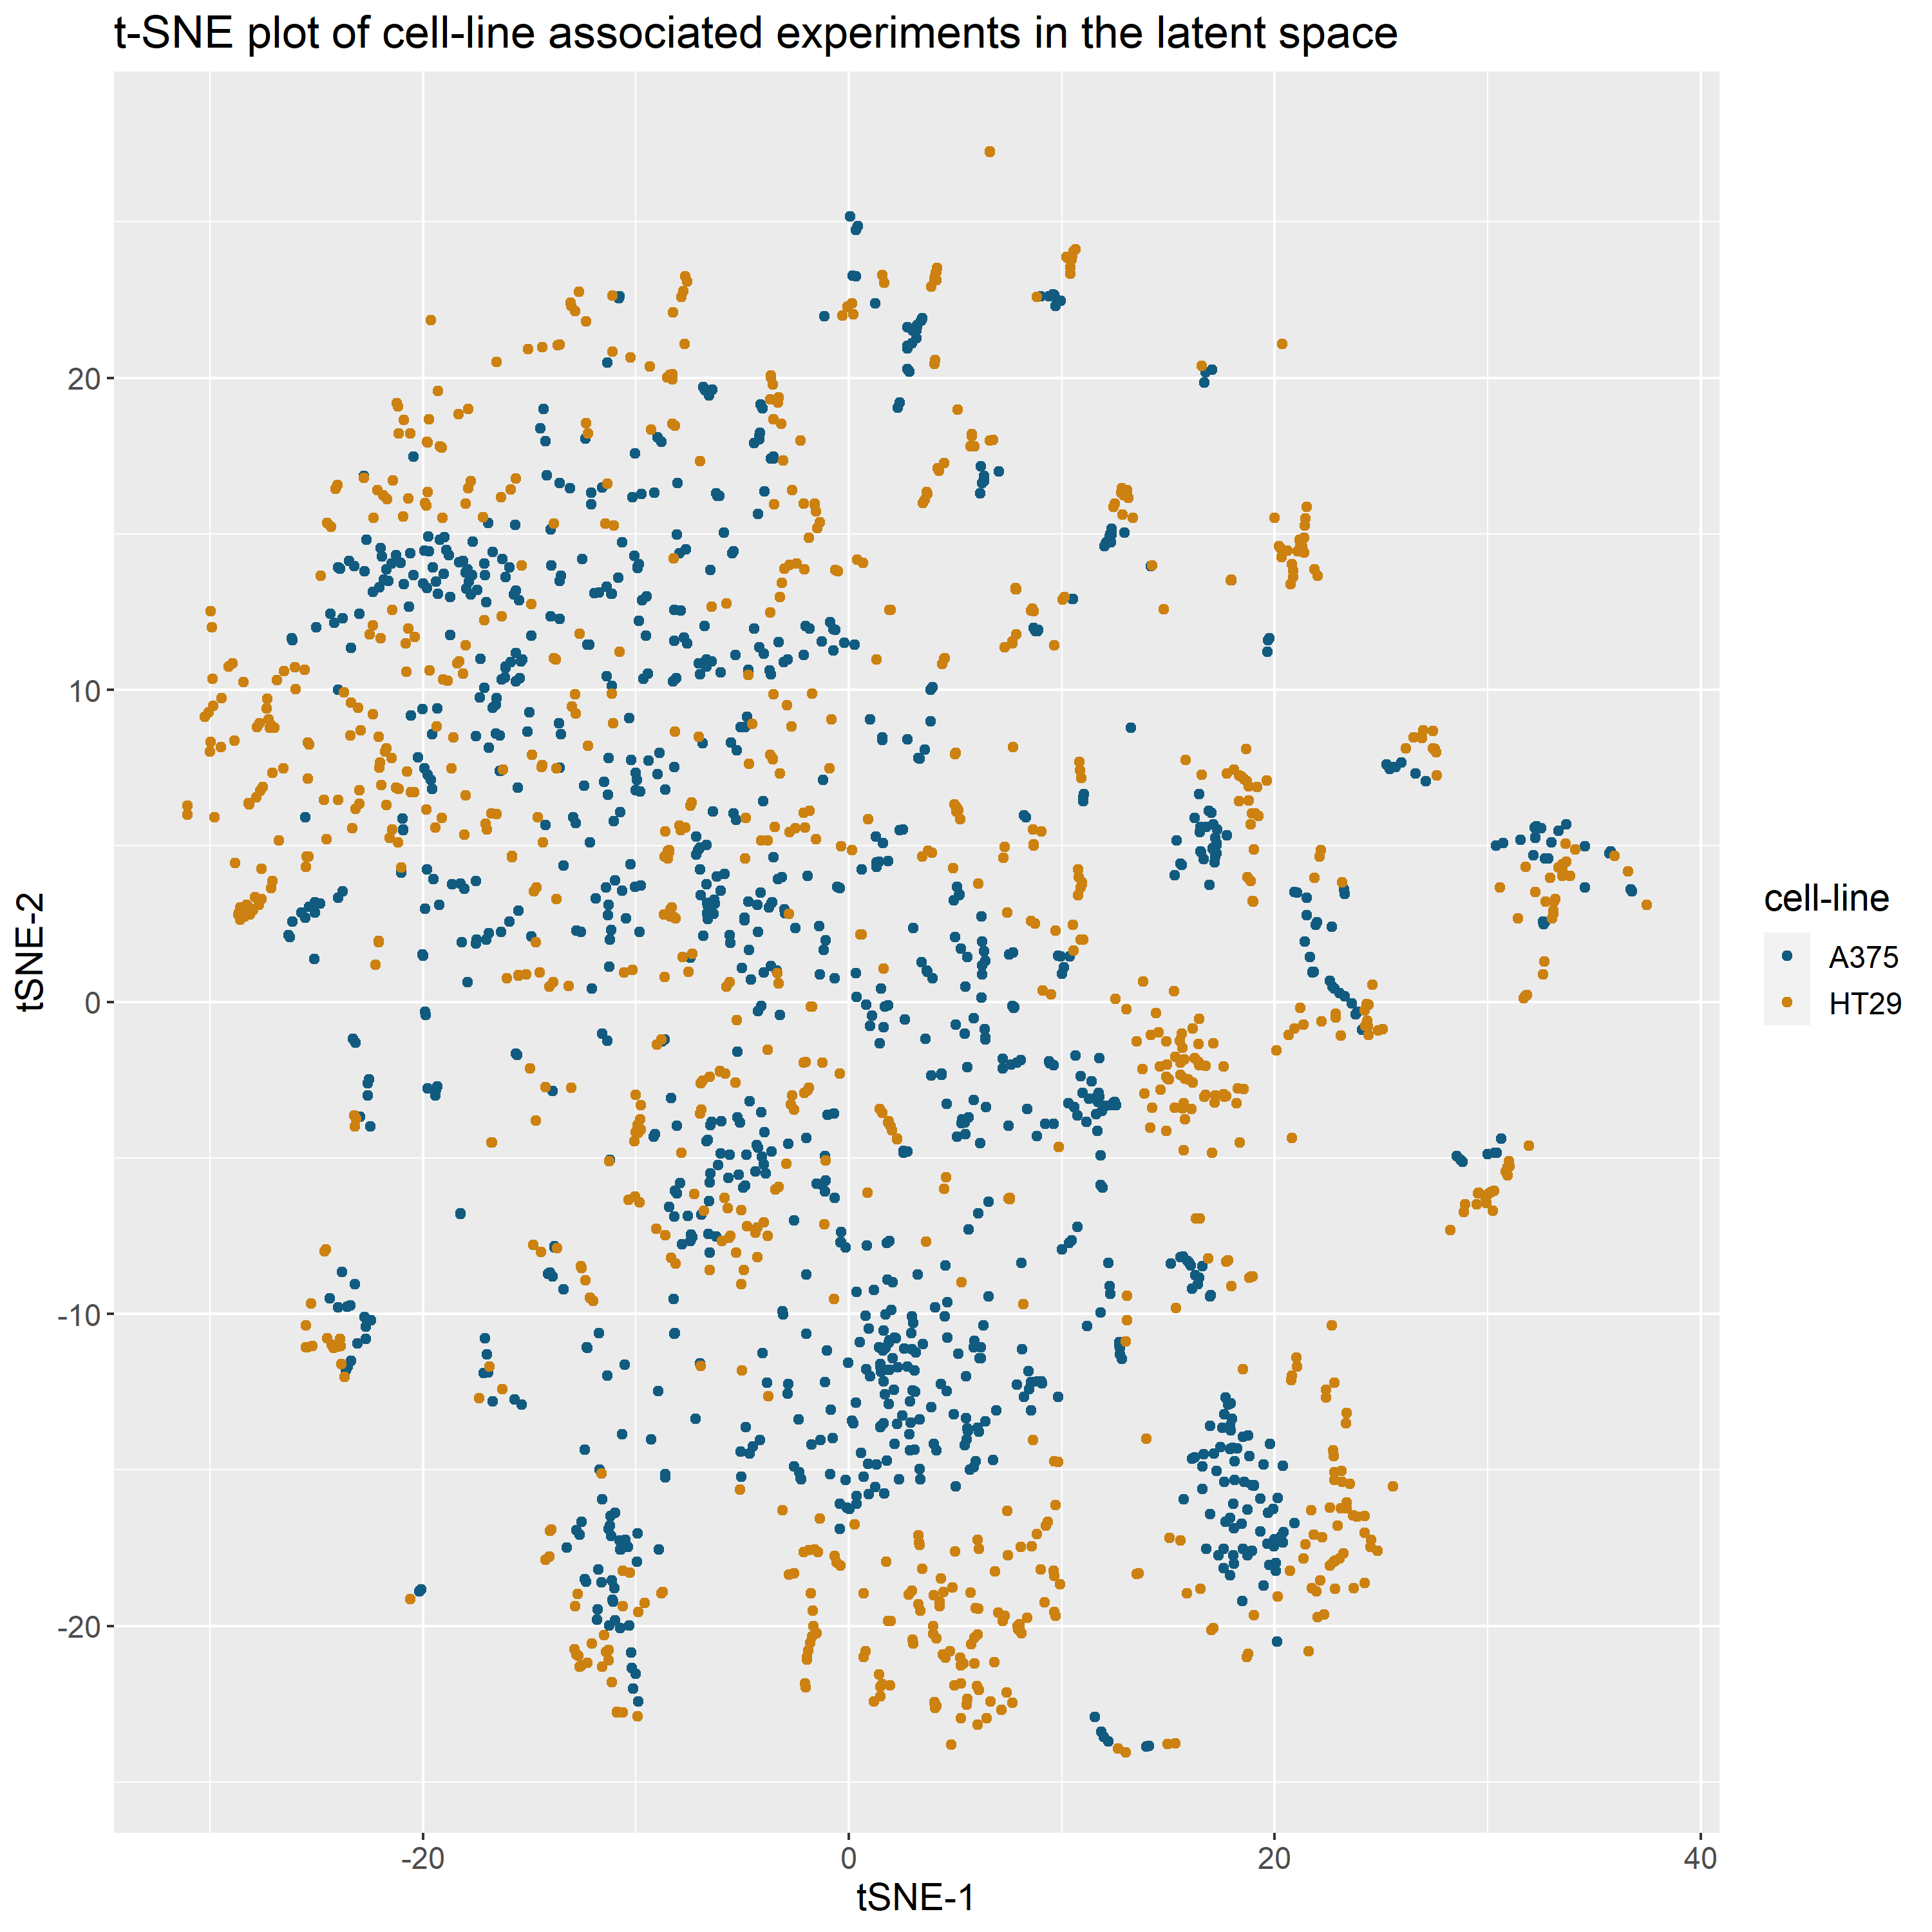 t-SNE plot of cell-line associated experiments in the latent space
20
10
0
-10
-20
tSNE-2
-20
0
20
40
tSNE-1
cell-line
A375
HT29